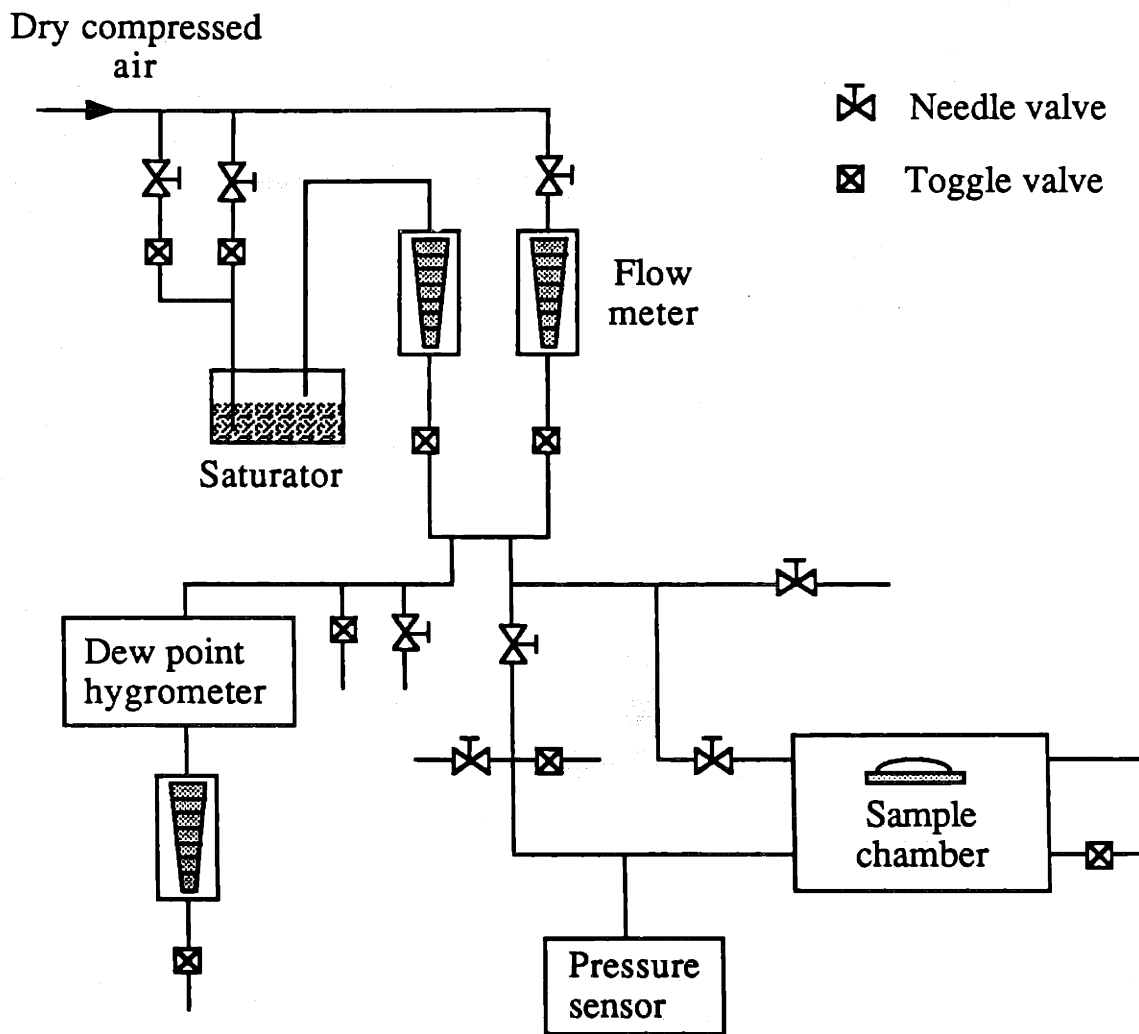 Dry compressed
air
Needle valve
Toggle valve
Flow
meter
Saturator
Dew point
hygrometer
Sample
chamber
Pressure
sensor